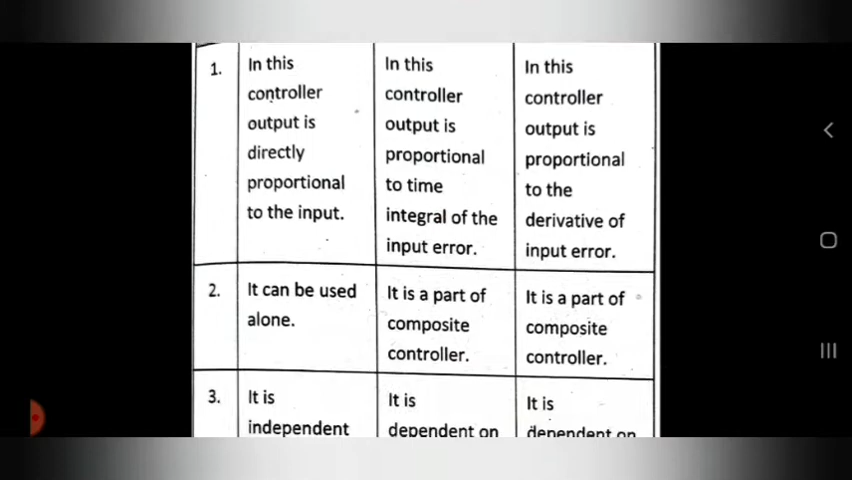 1.
In this
controller
output is
directly
proportional
to the input.
In this
controller
output is
proportional
to time
integral of the
input error.
In this
controller
output is
proportional
to the
derivative of
input error.
2.
It can be used
alone.
It is a part of
composite
controller.
It is a part of
composite
controller.
3.
It is
independent
It is
dependent on
It is
dependent on